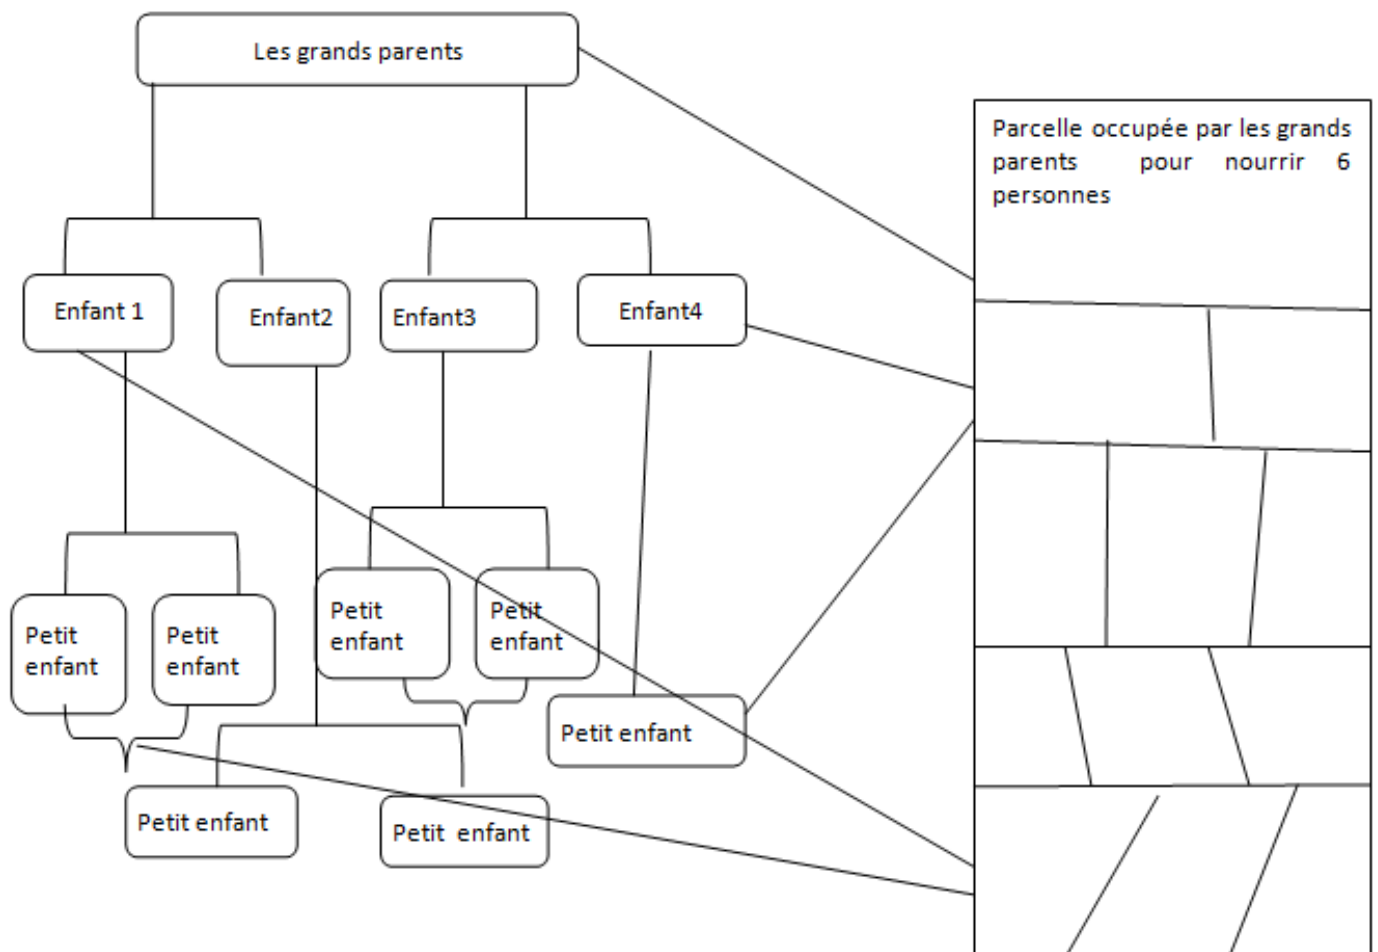 Les grands parents
Parcelle occupée par les grands
parents pour nourrir 6
personnes
Enfant 1
Enfant2
Enfant3
Enfant4
Petit
enfant
Petit
enfant
Petit
enfant
Petit
enfant
Petit enfant
Petit enfant
Petit enfant